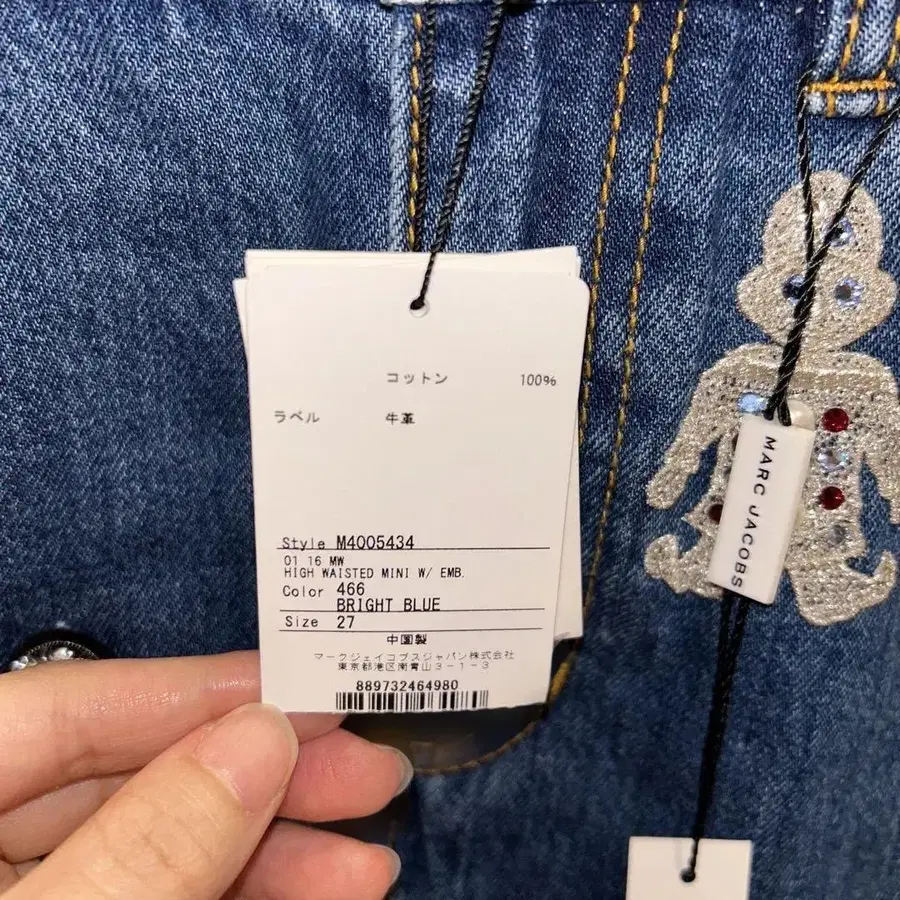 コットン 100%
ラベル 牛革
Style M4005434
01 16 MW
HIGH WAISTED MINI W/ EMB.
Color 466
BRIGHT BLUE
Size 27
中国製
マークジェイコブスジャパン株式会社
東京都港区南青山3-1-3
889732464980
MARC JACOBS